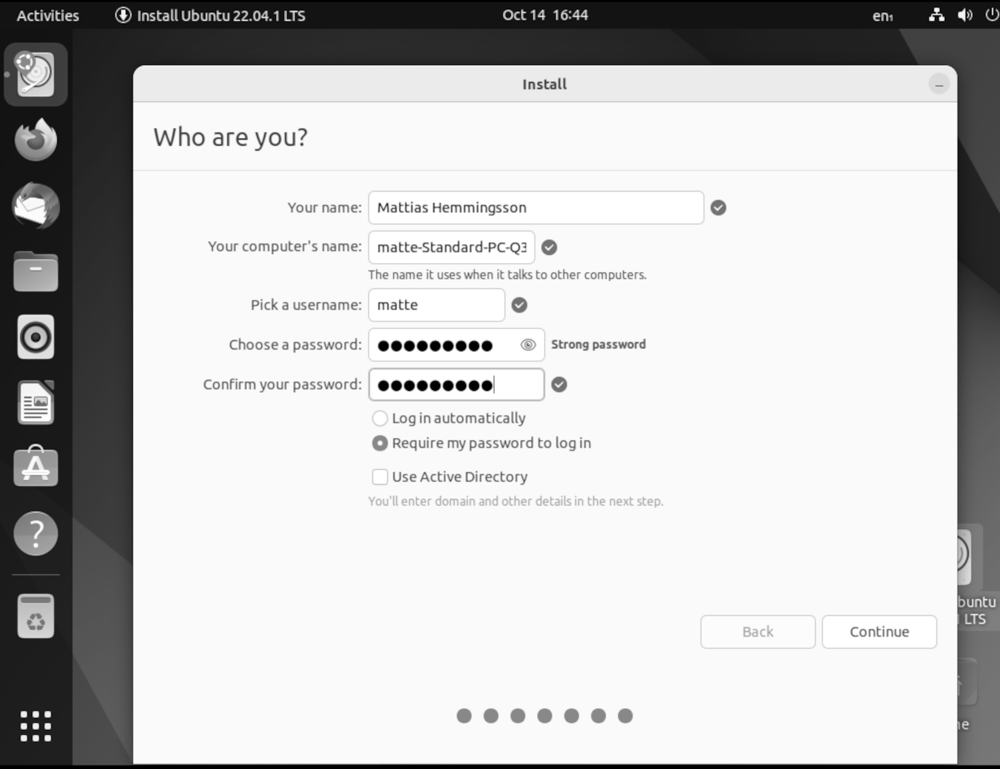 Activities
Install Ubuntu 22.04.1 LTS
Oct 14 16:44
en₁
Install
Who are you?
Your name: Mattias Hemmingsson
Your computer's name: matte-Standard-PC-Q3
The name it uses when it talks to other computers.
Pick a username: matte
Choose a password: ●●●●●●●●● Strong password
Confirm your password: ●●●●●●●●●
Log in automatically
Require my password to log in
Use Active Directory
You'll enter domain and other details in the next step.
buntu
LTS
Back
Continue